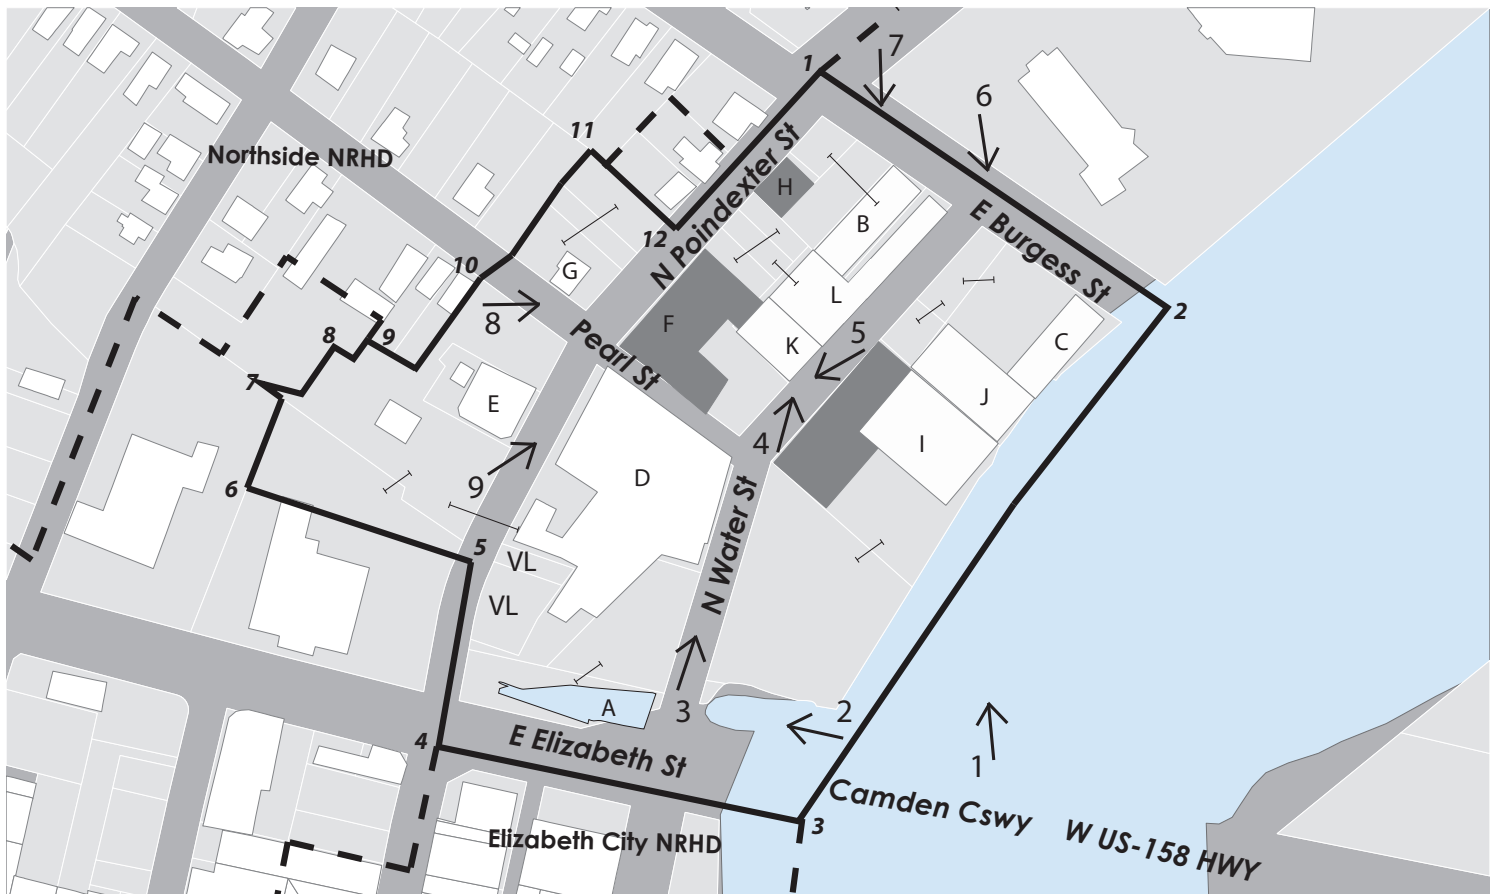 1
7
6
11
Northside NRHD
H
N Poindexter St
B
E Burgess St
12
10
G
L
2
8
F
5
8
9
Pearl St
K
C
7
E
J
4
I
D
6
9
N Water St
5
VL
VL
A
3
2
4
E Elizabeth St
1
Camden Cswy
W US-158 HWY
3
Elizabeth City NRHD